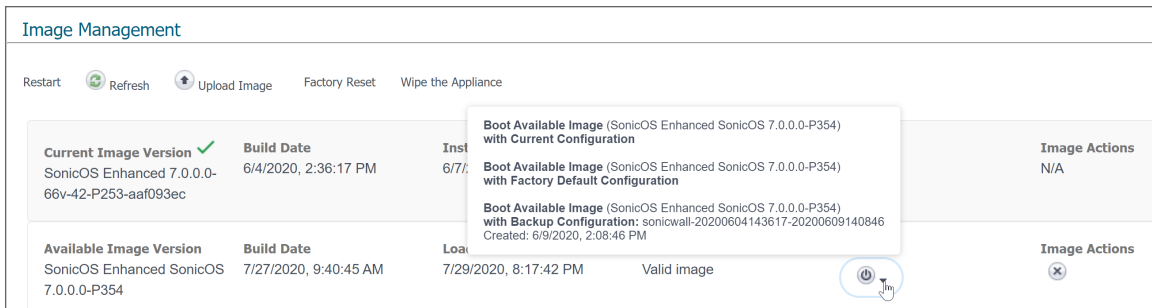 Image Management
Restart
Refresh
Upload Image
Factory Reset
Wipe the Appliance
Boot Available Image (SonicOS Enhanced SonicOS 7.0.0.0-P354)
with Current Configuration
Boot Available Image (SonicOS Enhanced SonicOS 7.0.0.0-P354)
with Factory Default Configuration
Boot Available Image (SonicOS Enhanced SonicOS 7.0.0.0-P354)
with Backup Configuration: sonicwall-20200604143617-20200609140846
Created: 6/9/2020, 2:08:46 PM
Current Image Version
SonicOS Enhanced 7.0.0.0-
66v-42-P253-aaf093ec
Build Date
6/4/2020, 2:36:17 PM
Inst
6/7/
Image Actions
N/A
Available Image Version
SonicOS Enhanced SonicOS
7.0.0.0-P354
Build Date
7/27/2020, 9:40:45 AM
Loa
7/29/2020, 8:17:42 PM
Valid image
Image Actions